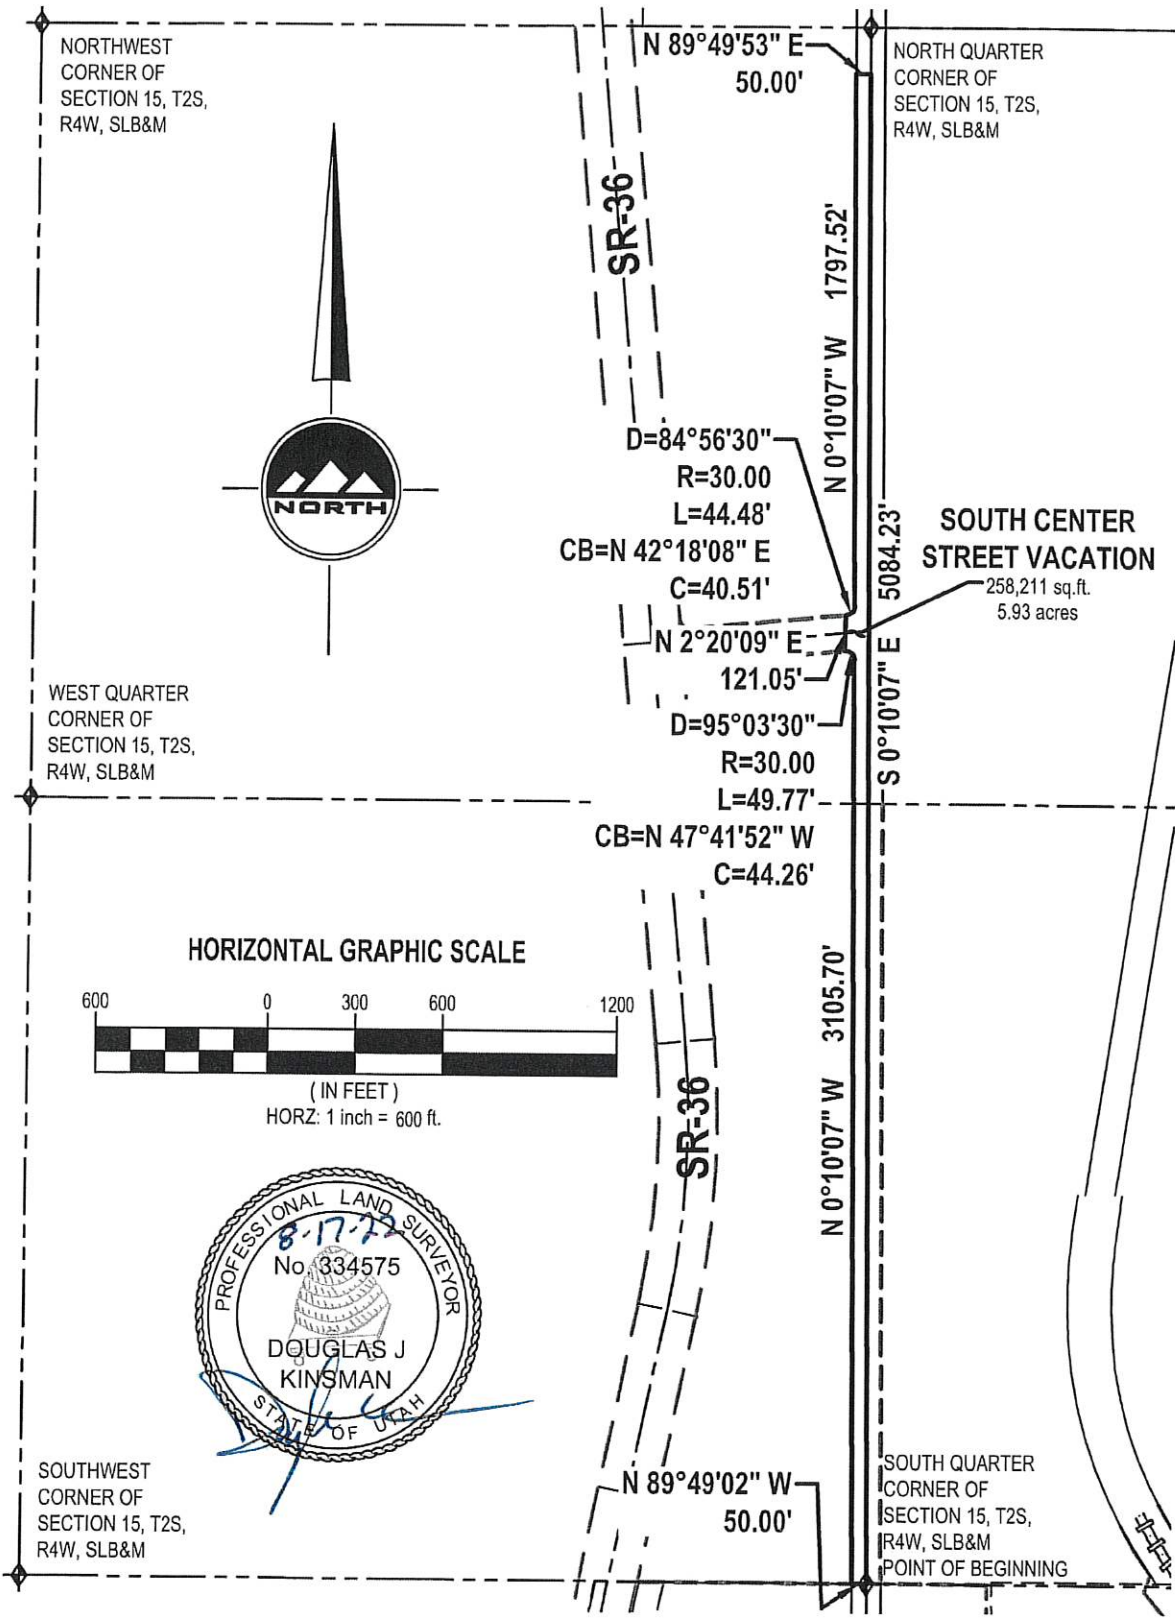 NORTHWEST
CORNER OF
SECTION 15, T2S,
R4W, SLB&M
N 89°49'53" E
50.00'
NORTH QUARTER
CORNER OF
SECTION 15, T2S,
R4W, SLB&M
SR-36
N 0°10'07" W 1797.52'
NORTH
D=84°56'30"
R=30.00
L=44.48'
CB=N 42°18'08" E
C=40.51'
S 0°10'07" E 5084.23'
SOUTH CENTER
STREET VACATION
258,211 sq.ft.
5.93 acres
N 2°20'09" E
121.05'
WEST QUARTER
CORNER OF
SECTION 15, T2S,
R4W, SLB&M
D=95°03'30"
R=30.00
L=49.77'
CB=N 47°41'52" W
C=44.26'
HORIZONTAL GRAPHIC SCALE
600 0 300 600 1200
( IN FEET )
HORZ: 1 inch = 600 ft.
SR-36
N 0°10'07" W 3105.70'
PROFESSIONAL LAND SURVEYOR
8-17-22
No. 334575
DOUGLAS J
KINSMAN
STATE OF UTAH
SOUTHWEST
CORNER OF
SECTION 15, T2S,
R4W, SLB&M
N 89°49'02" W
50.00'
SOUTH QUARTER
CORNER OF
SECTION 15, T2S,
R4W, SLB&M
POINT OF BEGINNING